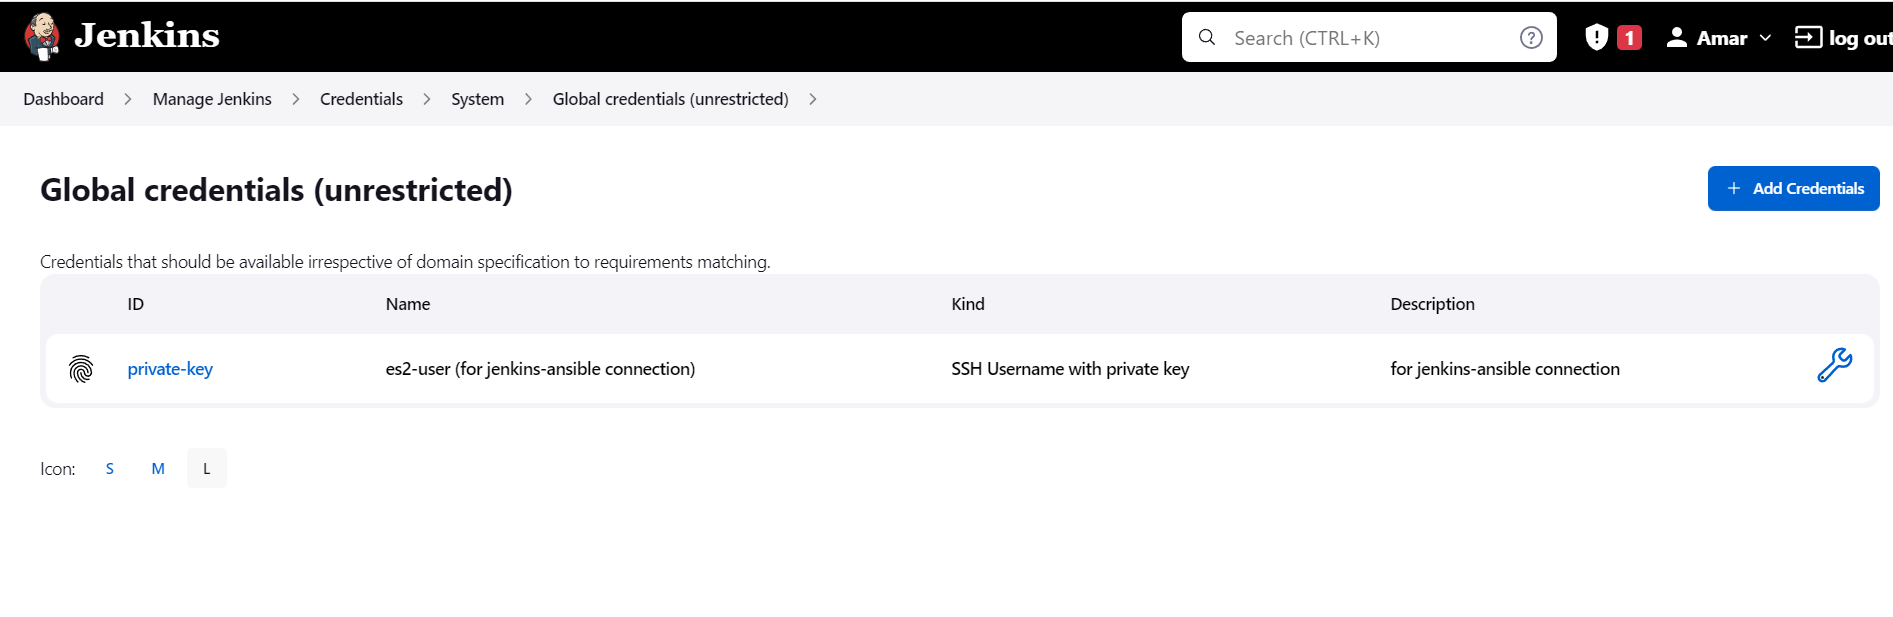 Jenkins
Search (CTRL+K)
1
Amar
log out
Dashboard > Manage Jenkins > Credentials > System > Global credentials (unrestricted) >
Global credentials (unrestricted)
+ Add Credentials
Credentials that should be available irrespective of domain specification to requirements matching.
ID Name Kind Description
private-key es2-user (for jenkins-ansible connection) SSH Username with private key for jenkins-ansible connection
Icon: S M L